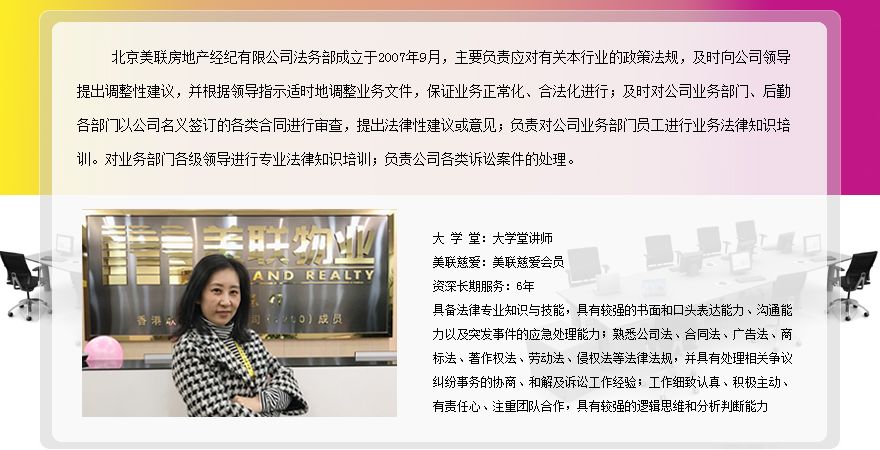 北京美联房地产经纪有限公司法务部成立于2007年9月，主要负责应对有关本行业的政策法规，及时向公司领导
提出调整性建议，并根据领导指示适时地调整业务文件，保证业务正常化、合法化进行；及时对公司业务部门、后勤
各部门以公司名义签订的各类合同进行审查，提出法律性建议或意见；负责对公司业务部门员工进行业务法律知识培
训。对业务部门各级领导进行专业法律知识培训；负责公司各类诉讼案件的处理。
美联物业
LAND REALTY
香港联
成员
大 学 堂：大学堂讲师
美联慈爱：美联慈爱会员
资深长期服务：6年
具备法律专业知识与技能，具有较强的书面和口头表达能力、沟通能
力以及突发事件的应急处理能力；熟悉公司法、合同法、广告法、商
标法、著作权法、劳动法、侵权法等法律法规，并具有处理相关争议
纠纷事务的协商、和解及诉讼工作经验；工作细致认真、积极主动、
有责任心、注重团队合作，具有较强的逻辑思维和分析判断能力